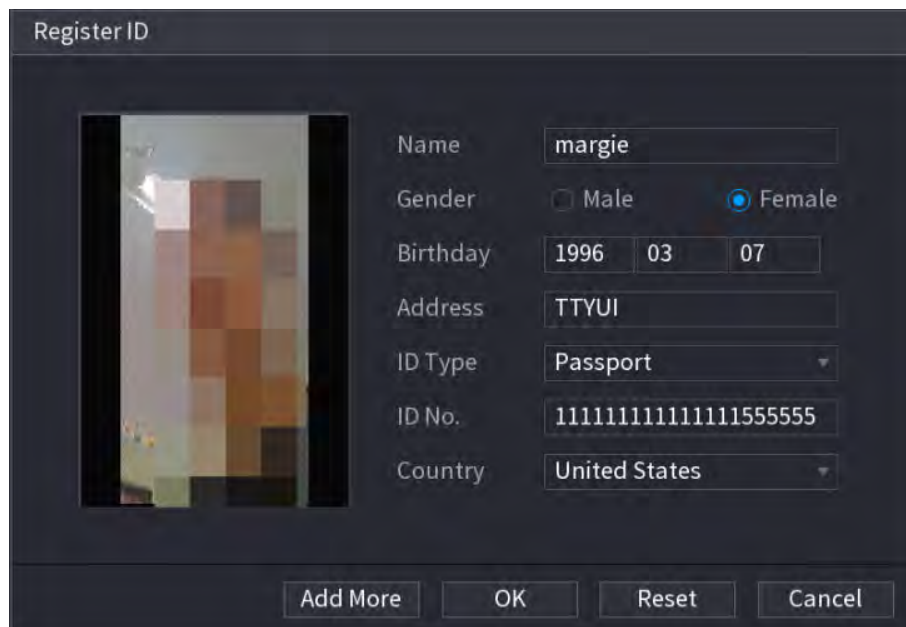 Register ID
Name margie
Gender Male Female
Birthday 1996 03 07
Address TTYUI
ID Type Passport
ID No. 111111111111111555555
Country United States
Add More OK Reset Cancel